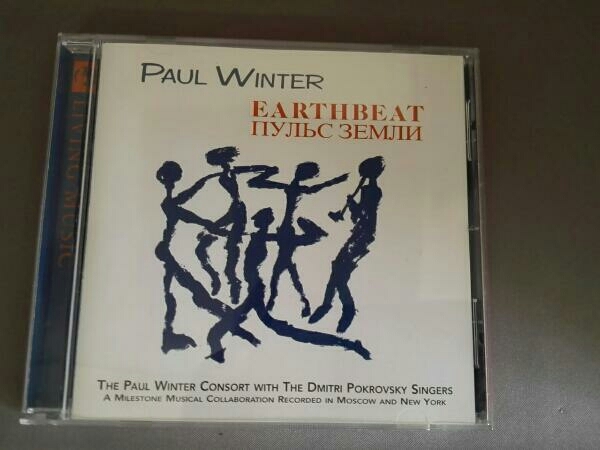 PAUL WINTER
EARTHBEAT
ПУЛЬС ЗЕМЛИ
LIVING MUSIC
THE PAUL WINTER CONSORT WITH THE DMITRI POKROVSKY SINGERS
A MILESTONE MUSICAL COLLABORATION RECORDED IN MOSCOW AND NEW YORK